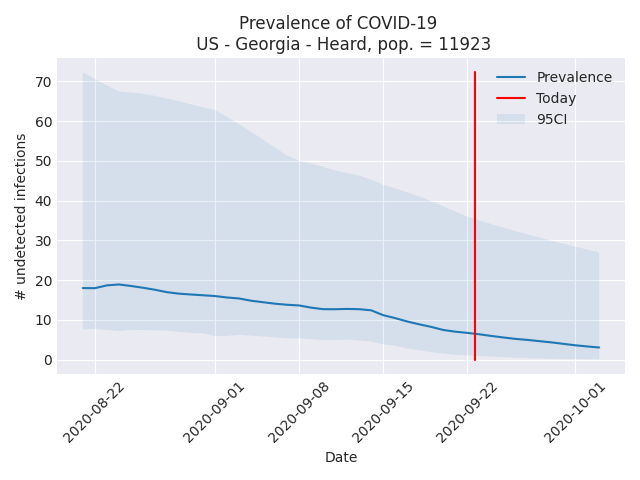 Prevalence of COVID-19
US - Georgia - Heard, pop. = 11923
Prevalence
Today
95CI
# undetected infections
70
60
50
40
30
20
10
0
2020-08-22
2020-09-01
2020-09-08
2020-09-15
2020-09-22
2020-10-01
Date